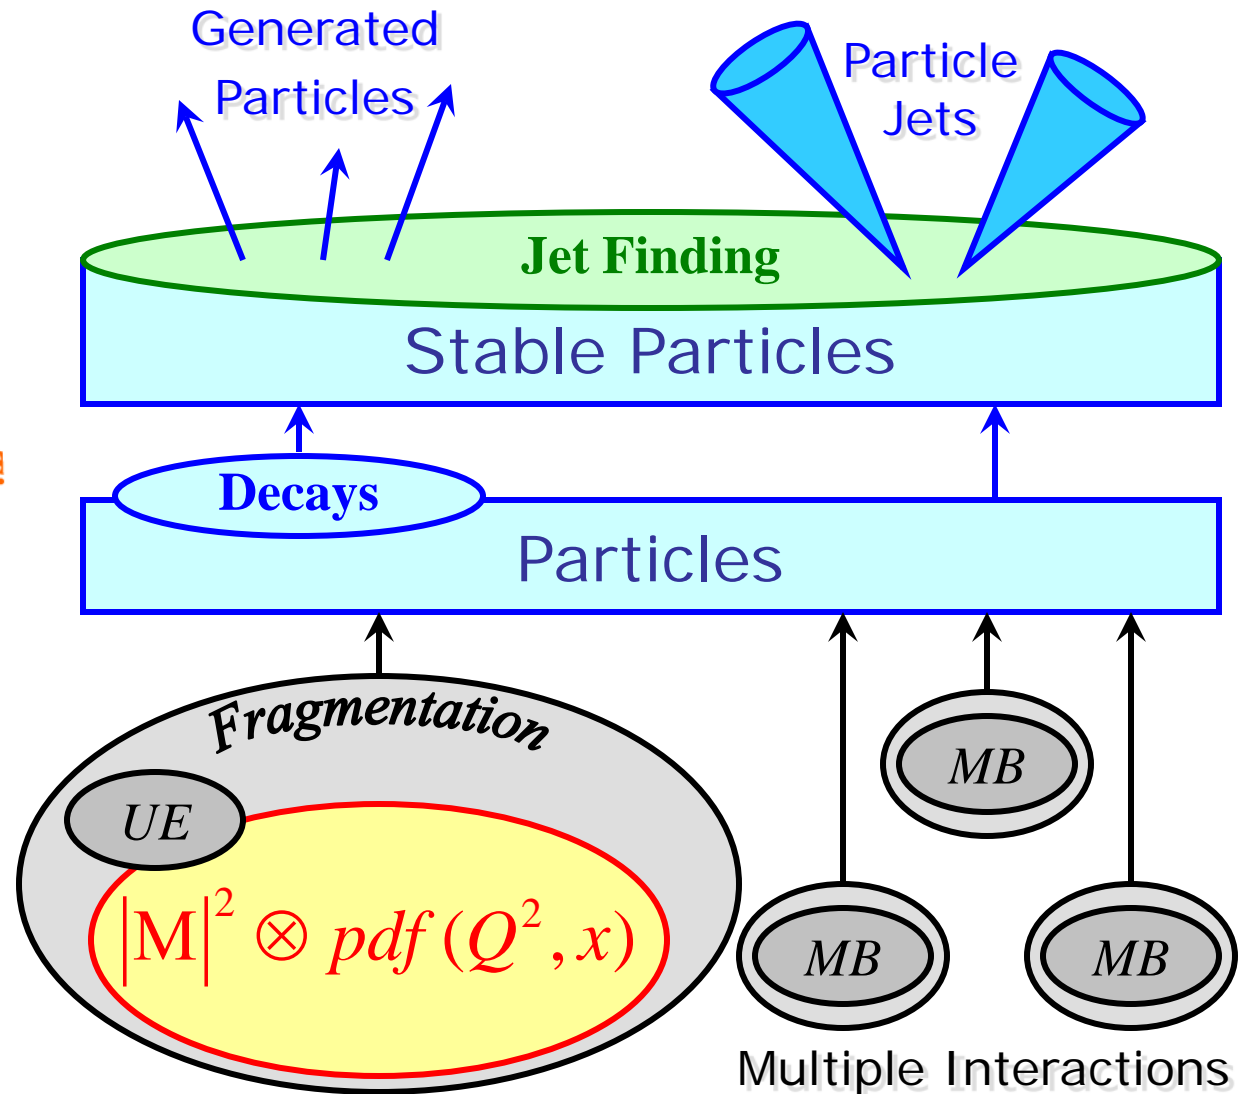 Generated
Particles
Particle
Jets
Jet Finding
Stable Particles
Decays
Particles
Fragmentation
UE
|M|² ⊗ pdf(Q², x)
MB
MB
MB
Multiple Interactions